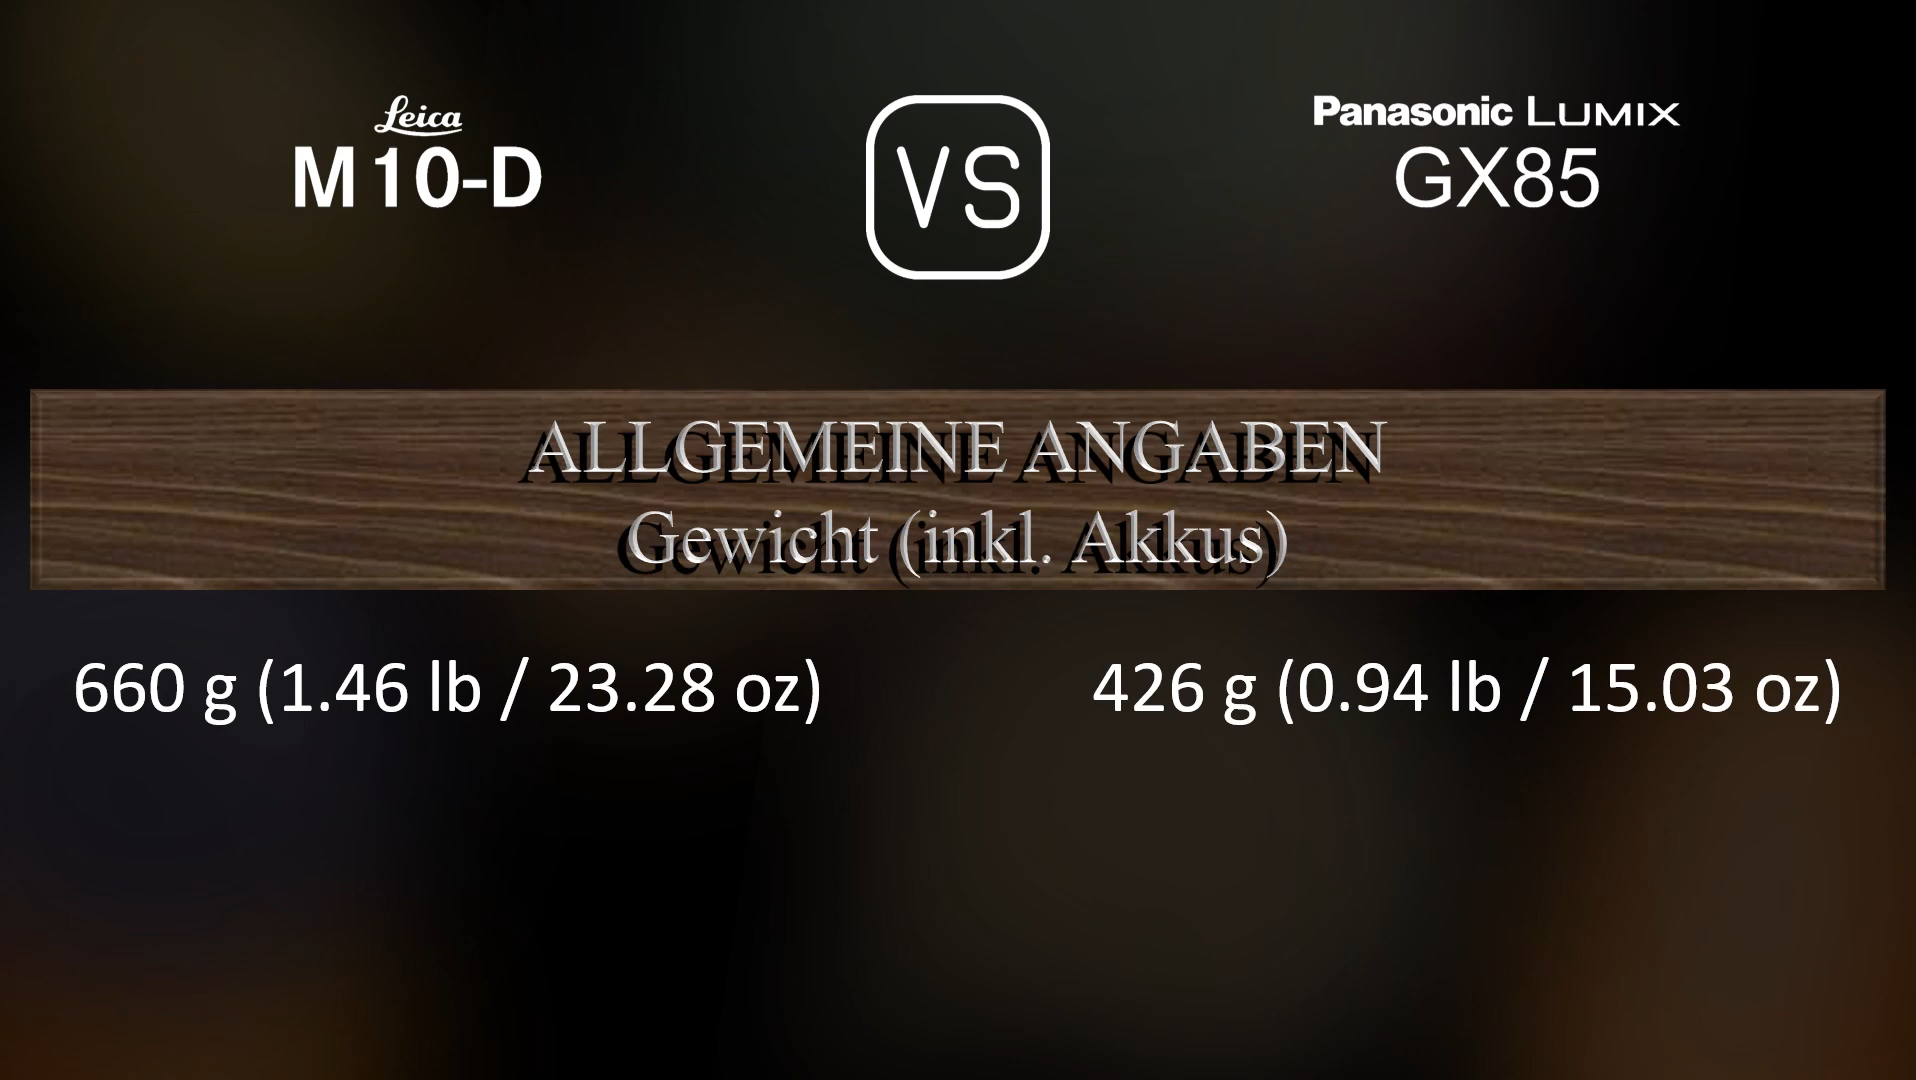 Leica
M10-D
VS
Panasonic LUMIX
GX85
ALLGEMEINE ANGABEN
Gewicht (inkl. Akkus)
660 g (1.46 lb / 23.28 oz)
426 g (0.94 lb / 15.03 oz)